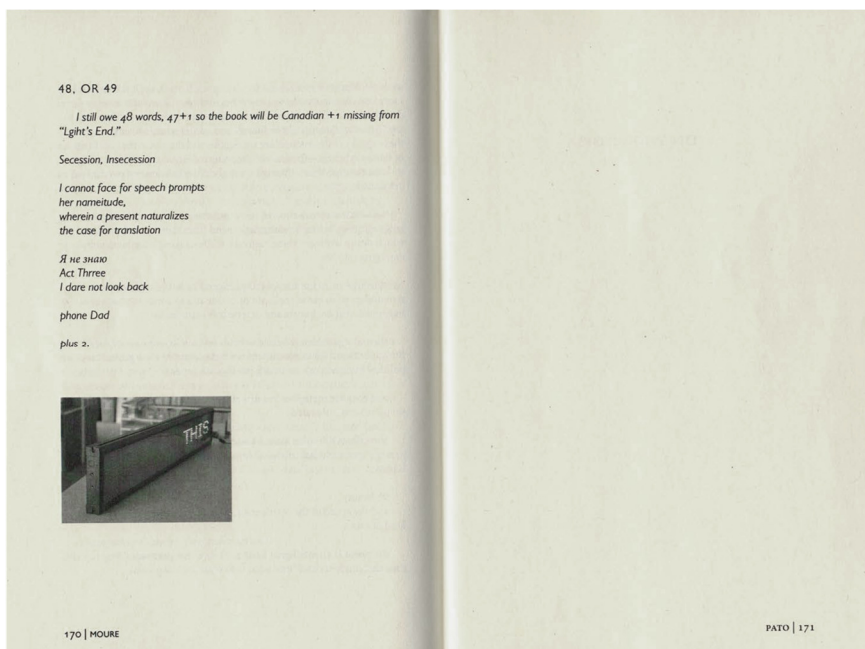 48, OR 49
I still owe 48 words, 47+1 so the book will be Canadian +1 missing from
"Lgiht's End."
Secession, Insecession
I cannot face for speech prompts
her nameitude,
wherein a present naturalizes
the case for translation
Я не знаю
Act Thrree
I dare not look back
phone Dad
plus 2.
THIS
170 | MOURE
PATO | 171